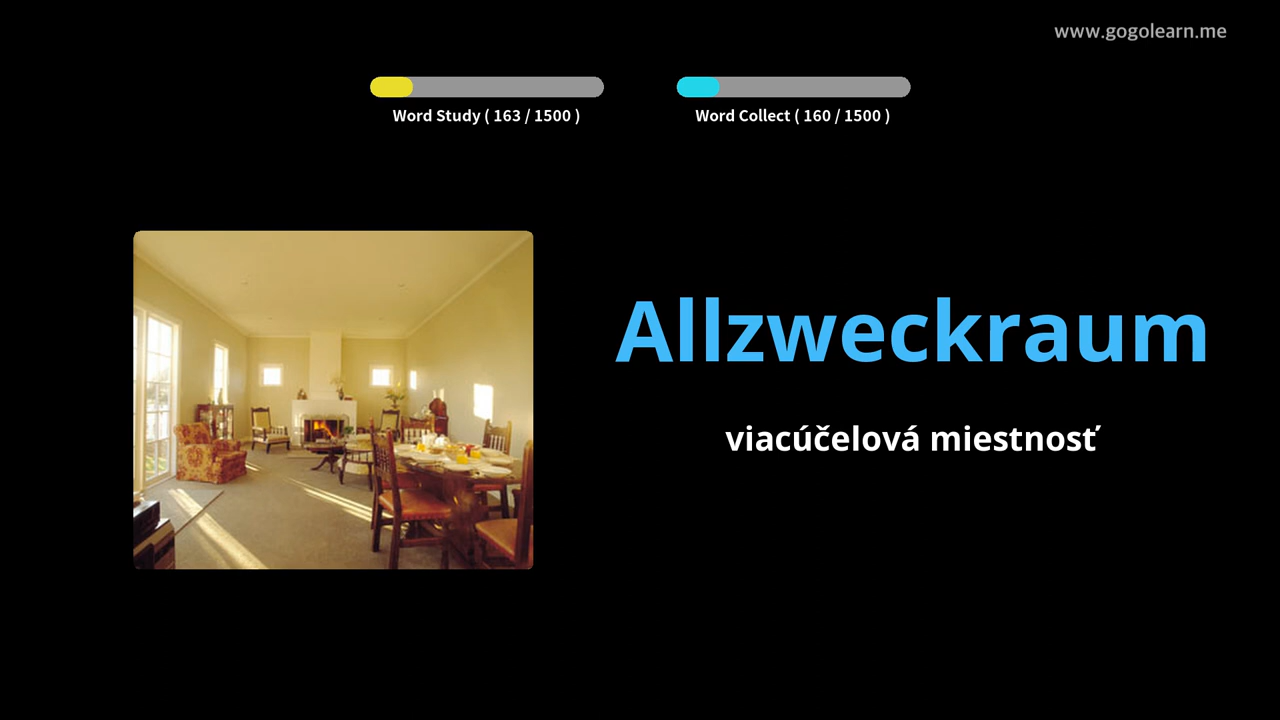 www.gogolearn.me
Word Study ( 163 / 1500 )
Word Collect ( 160 / 1500 )
Allzweckraum
viacúčelová miestnosť